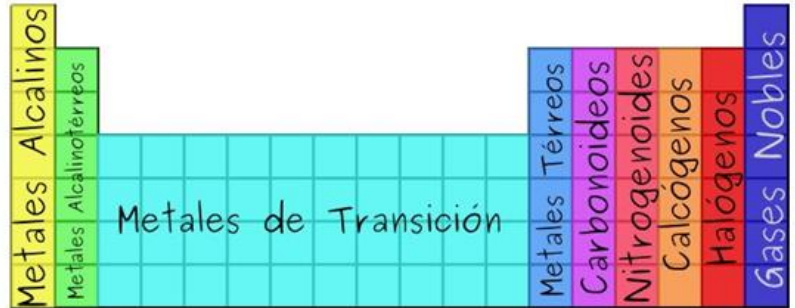 Metales Alcalinos
Metales Alcalinotérreos
Metales de Transición
Metales Térreos
Carbonoideos
Nitrogenoides
Calcógenos
Halógenos
Gases Nobles